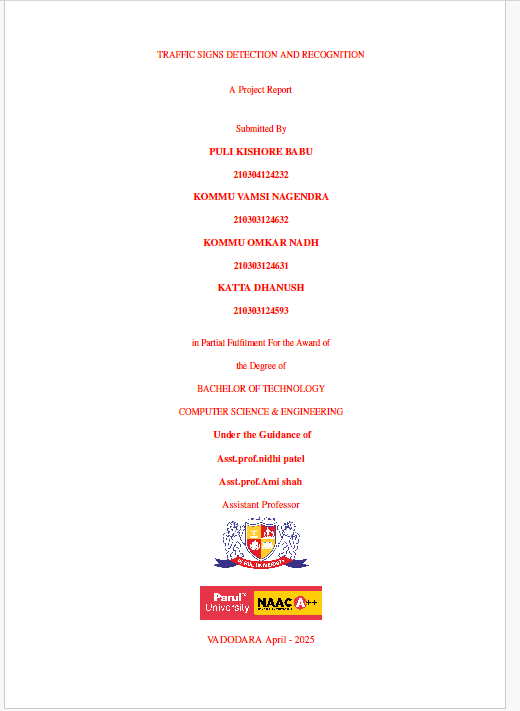 TRAFFIC SIGNS DETECTION AND RECOGNITION
A Project Report
Submitted By
PULI KISHORE BABU
210304124232
KOMMU VAMSI NAGENDRA
210303124632
KOMMU OMKAR NADH
210303124631
KATTA DHANUSH
210303124593
in Partial Fulfilment For the Award of
the Degree of
BACHELOR OF TECHNOLOGY
COMPUTER SCIENCE & ENGINEERING
Under the Guidance of
Asst.prof.nidhi patel
Asst.prof.Ami shah
Assistant Professor
PARUL UNIVERSITY
Parul University NAAC A++
VADODARA April - 2025